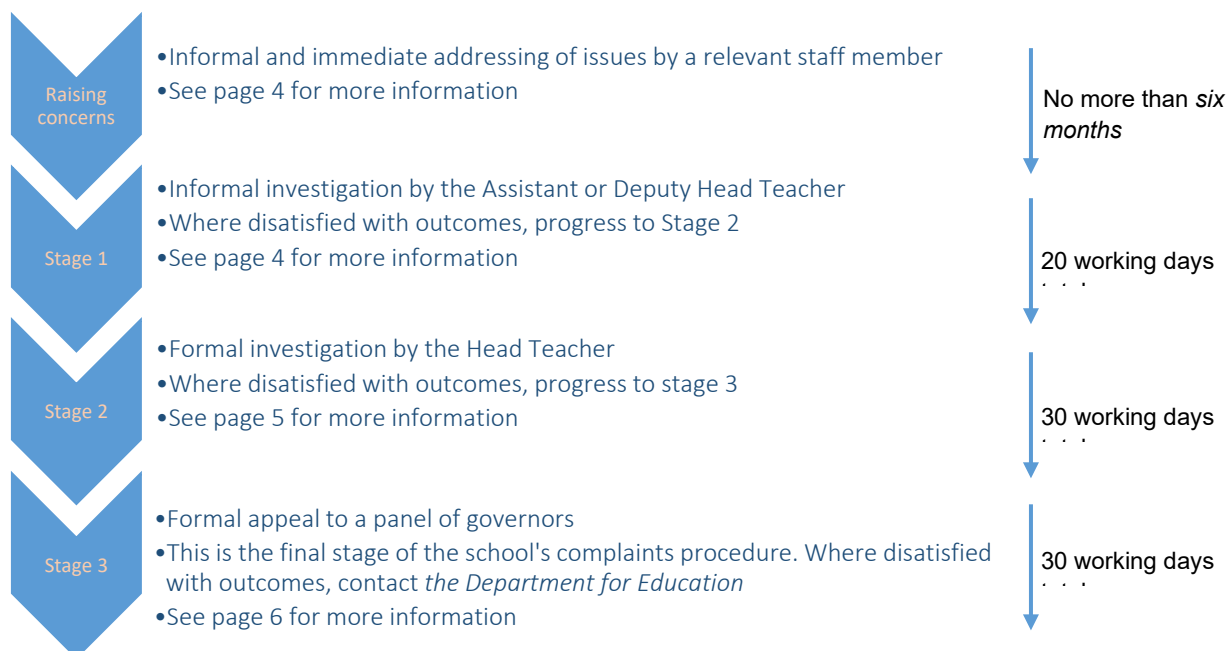 •Informal and immediate addressing of issues by a relevant staff member
•See page 4 for more information
Raising
concerns
No more than six
months
•Informal investigation by the Assistant or Deputy Head Teacher
•Where disatisfied with outcomes, progress to Stage 2
•See page 4 for more information
Stage 1
20 working days
•Formal investigation by the Head Teacher
•Where disatisfied with outcomes, progress to stage 3
•See page 5 for more information
Stage 2
30 working days
•Formal appeal to a panel of governors
•This is the final stage of the school's complaints procedure. Where disatisfied
with outcomes, contact the Department for Education
•See page 6 for more information
Stage 3
30 working days